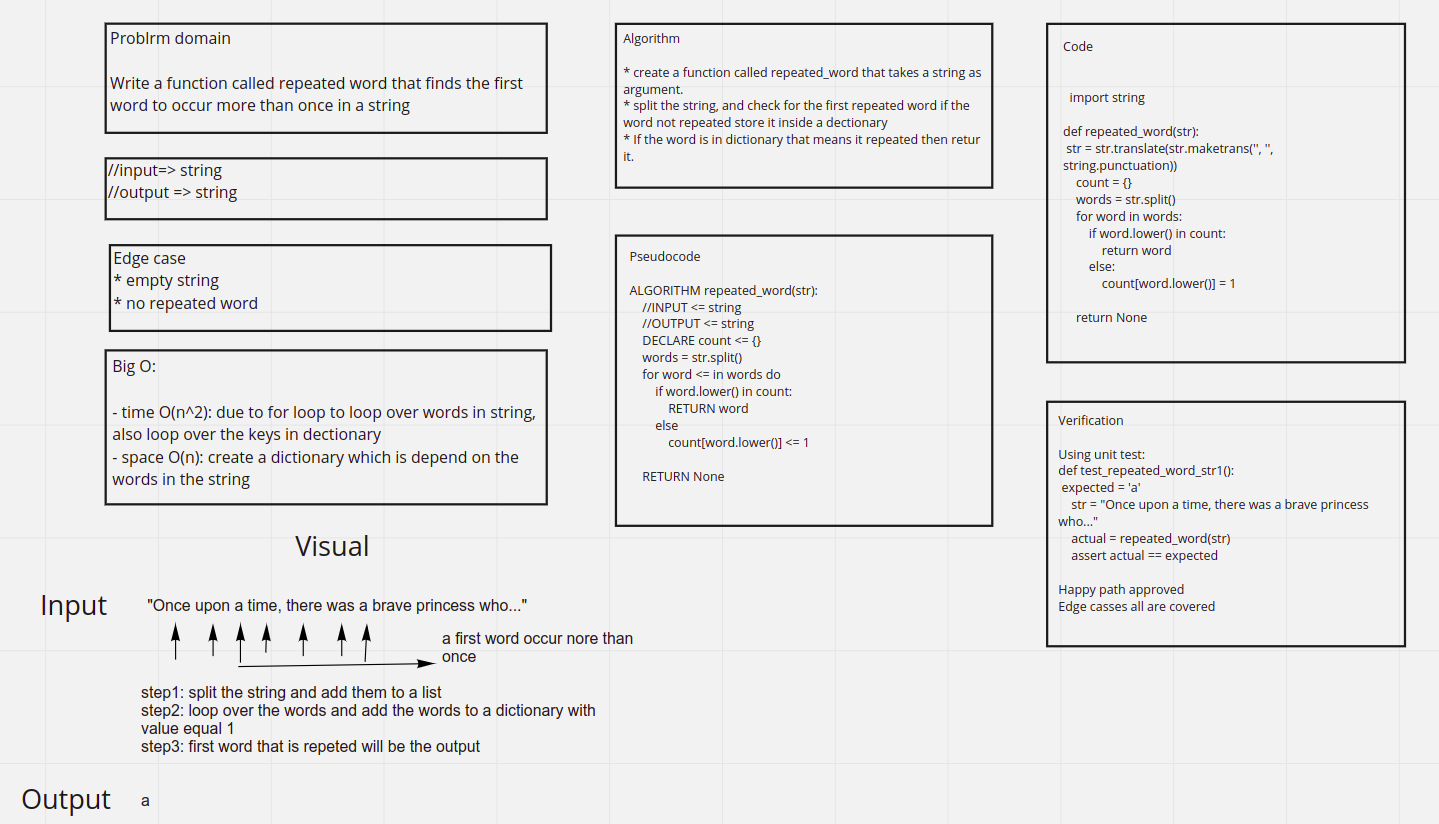 Problrm domain
Write a function called repeated word that finds the first
word to occur more than once in a string
//input=> string
//output => string
Edge case
* empty string
* no repeated word
Big O:
- time O(n^2): due to for loop to loop over words in string,
also loop over the keys in dectionary
- space O(n): create a dictionary which is depend on the
words in the string
Algorithm
* create a function called repeated_word that takes a string as
argument.
* split the string, and check for the first repeated word if the
word not repeated store it inside a dectionary
* If the word is in dictionary that means it repeated then retur
it.
Pseudocode
ALGORITHM repeated_word(str):
//INPUT <= string
//OUTPUT <= string
DECLARE count <= {}
words = str.split()
for word <= in words do
if word.lower() in count:
RETURN word
else
count[word.lower()] <= 1
RETURN None
Code
import string
def repeated_word(str):
str = str.translate(str.maketrans('', '',
string.punctuation))
count = {}
words = str.split()
for word in words:
if word.lower() in count:
return word
else:
count[word.lower()] = 1
return None
Verification
Using unit test:
def test_repeated_word_str1():
expected = 'a'
str = "Once upon a time, there was a brave princess
who..."
actual = repeated_word(str)
assert actual == expected
Happy path approved
Edge casses all are covered
Visual
Input
"Once upon a time, there was a brave princess who..."
a first word occur nore than
once
step1: split the string and add them to a list
step2: loop over the words and add the words to a dictionary with
value equal 1
step3: first word that is repeted will be the output
Output
a